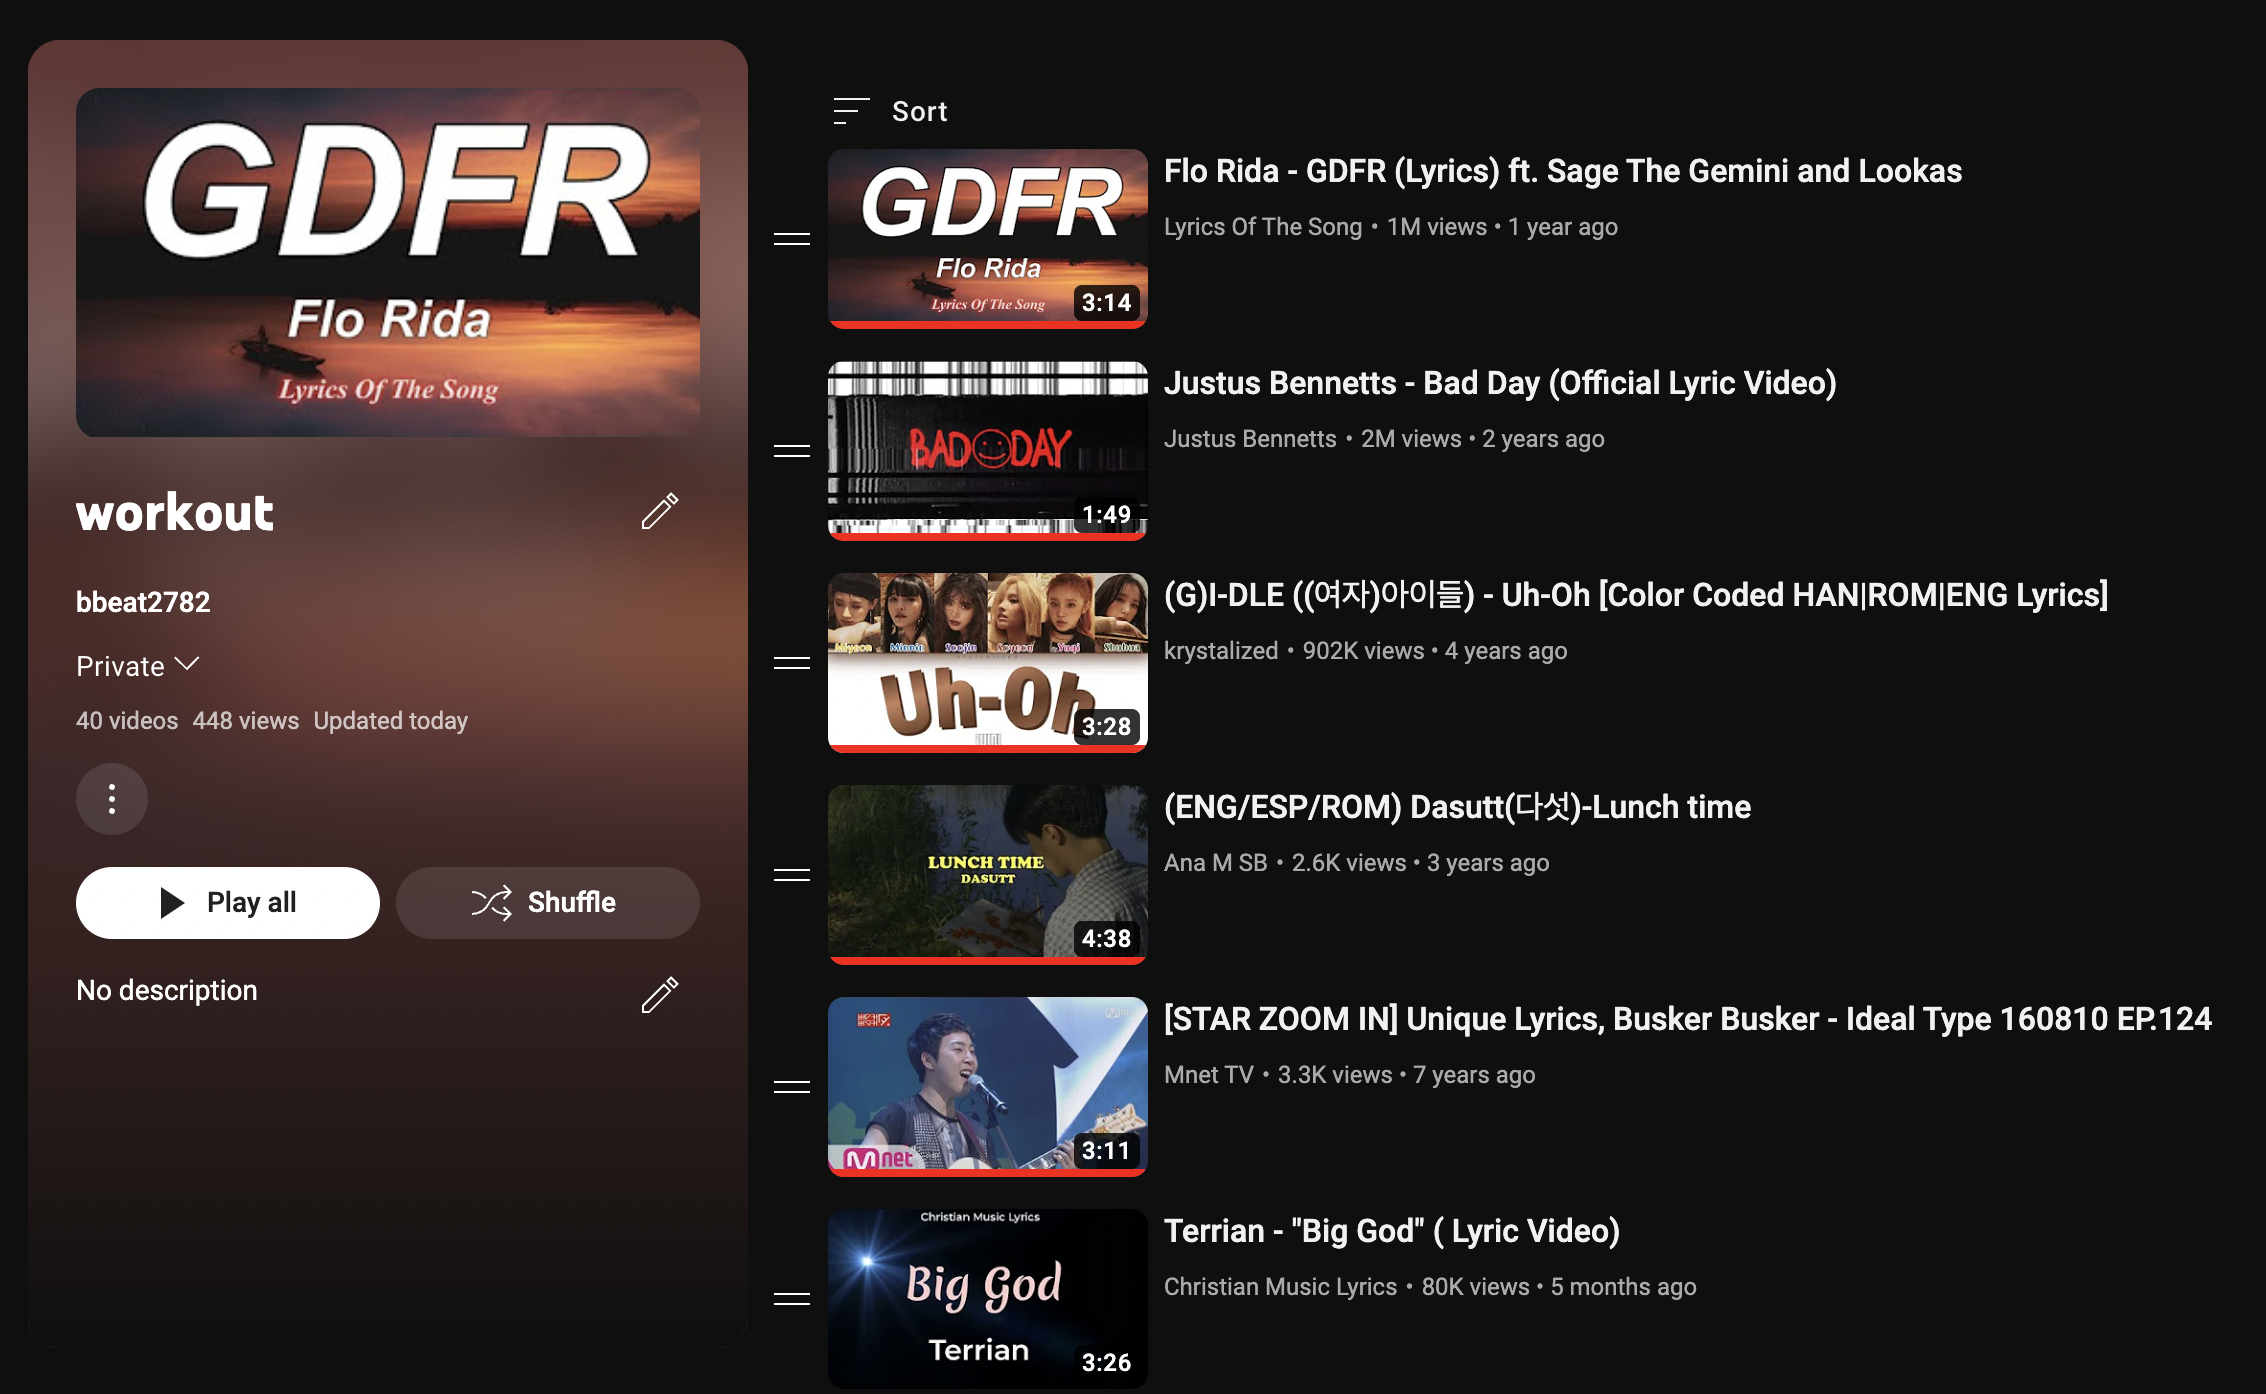 GDFR
Flo Rida
Lyrics Of The Song
workout
bbeat2782
Private
40 videos 448 views Updated today
Play all
Shuffle
No description
Sort
GDFR
Flo Rida
Lyrics Of The Song
3:14
Flo Rida - GDFR (Lyrics) ft. Sage The Gemini and Lookas
Lyrics Of The Song • 1M views • 1 year ago
BAD DAY
1:49
Justus Bennetts - Bad Day (Official Lyric Video)
Justus Bennetts • 2M views • 2 years ago
Miyeon Minnie Soojin Soyeon Yuqi Shuhua
Uh-Oh
3:28
(G)I-DLE ((여자)아이들) - Uh-Oh [Color Coded HAN|ROM|ENG Lyrics]
krystalized • 902K views • 4 years ago
LUNCH TIME
DASUTT
4:38
(ENG/ESP/ROM) Dasutt(다섯)-Lunch time
Ana M SB • 2.6K views • 3 years ago
Mnet
3:11
[STAR ZOOM IN] Unique Lyrics, Busker Busker - Ideal Type 160810 EP.124
Mnet TV • 3.3K views • 7 years ago
Christian Music Lyrics
Big God
Terrian
3:26
Terrian - "Big God" ( Lyric Video)
Christian Music Lyrics • 80K views • 5 months ago